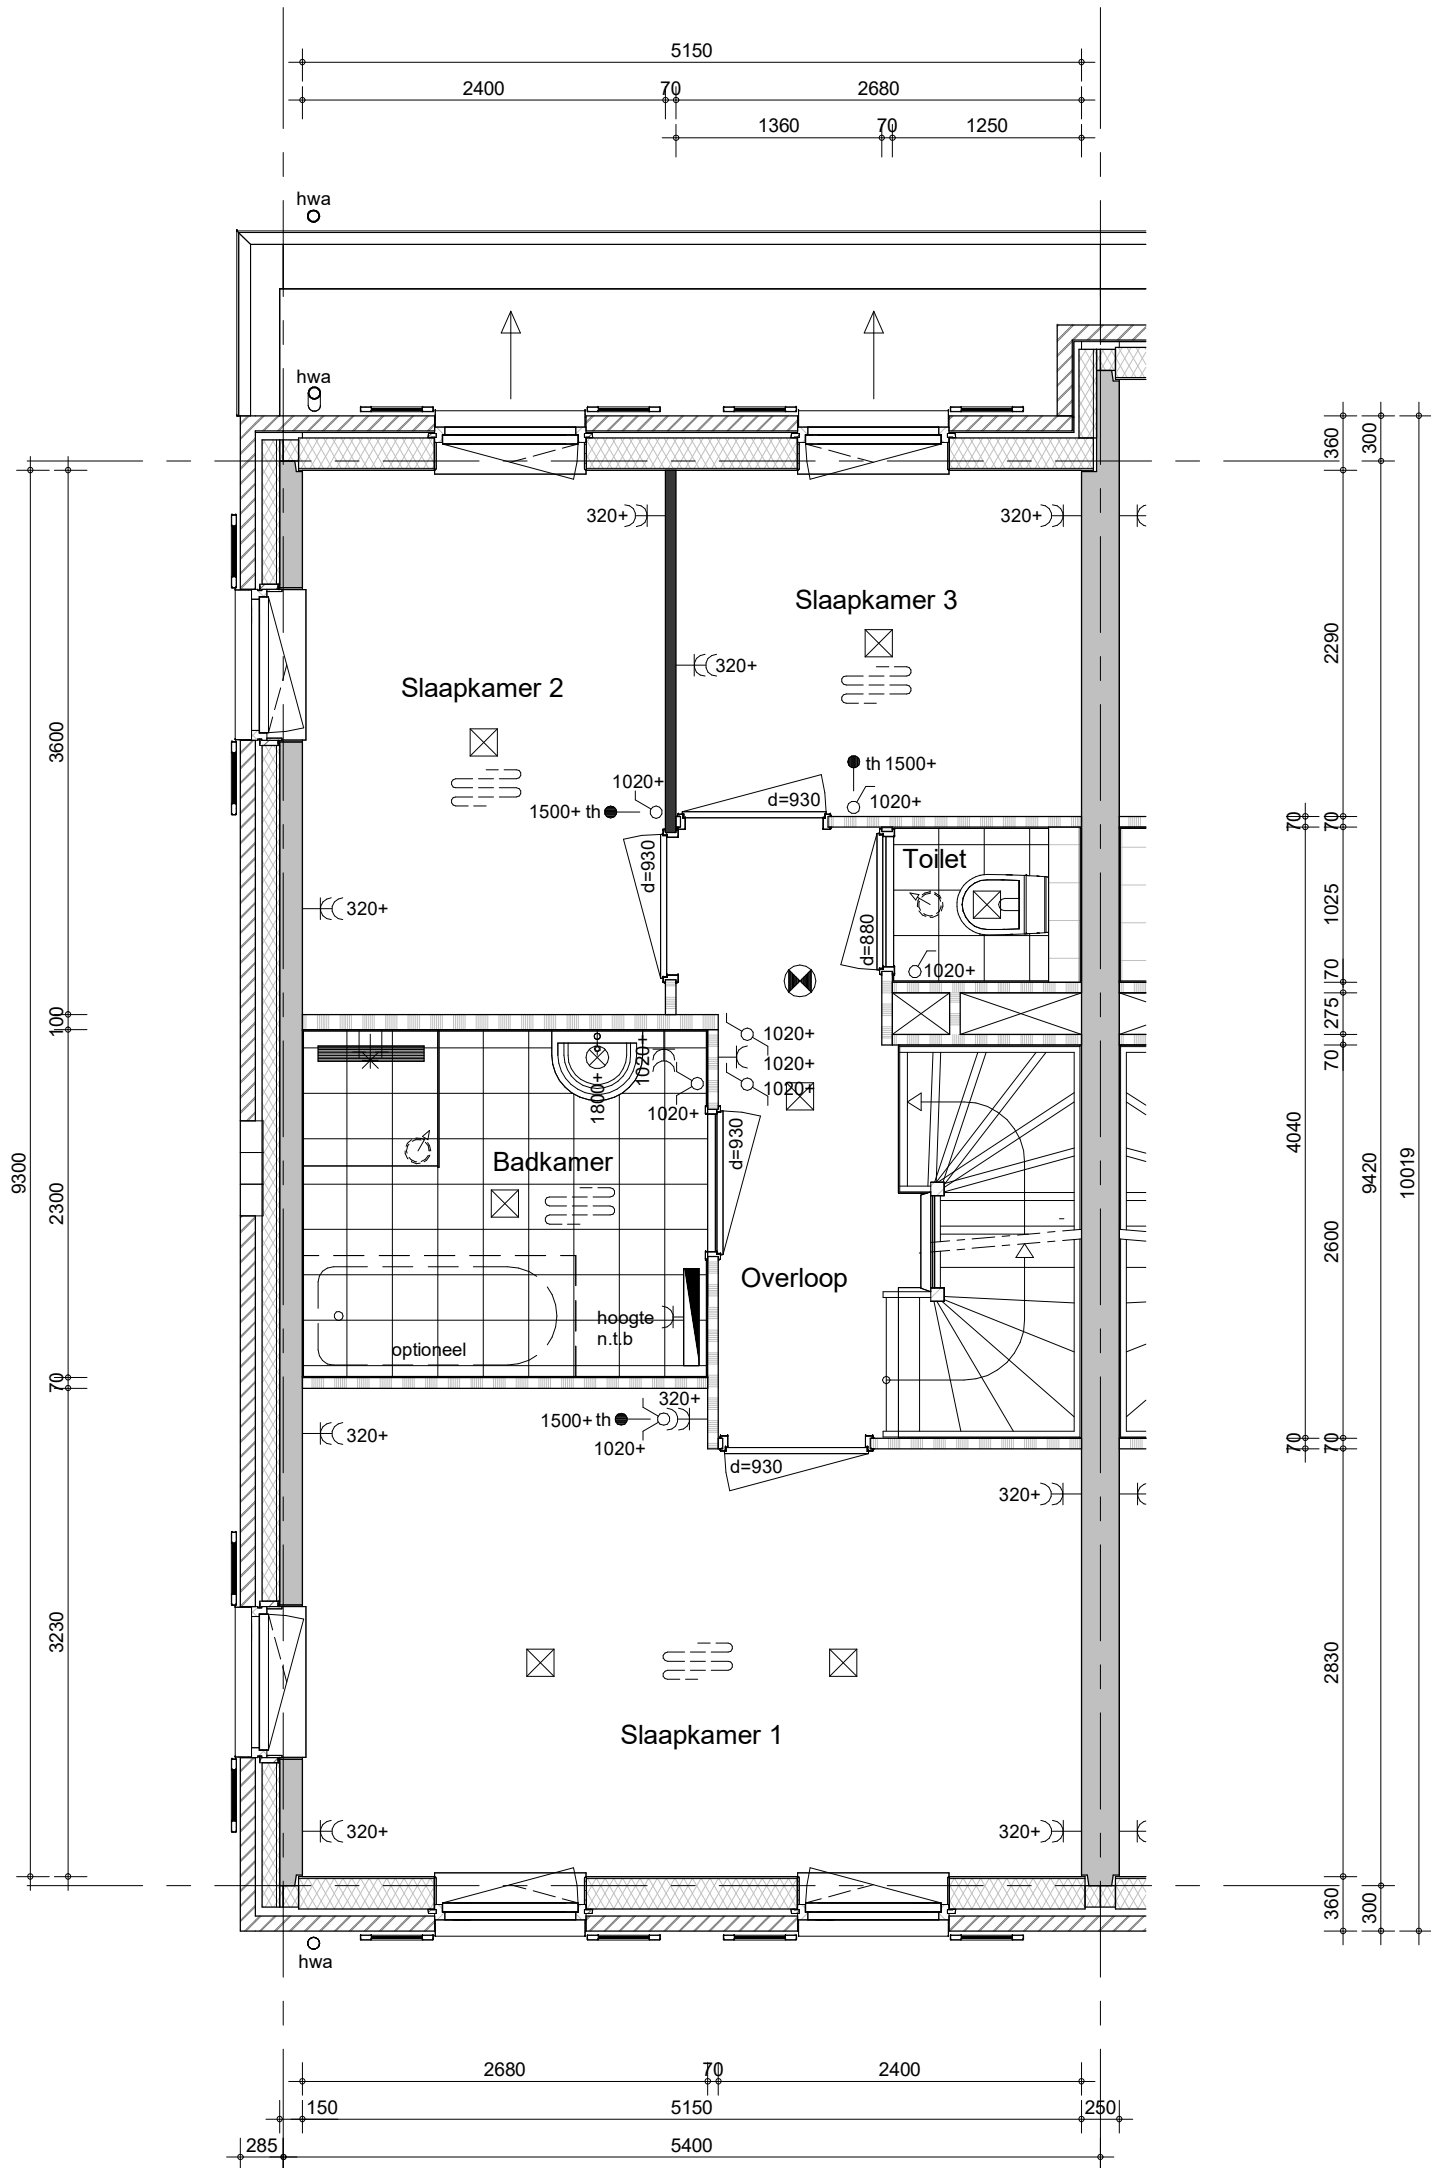 5150
2400
70
2680
1360
70
1250
hwa
hwa
360
300
320+
320+
Slaapkamer 3
2290
320+
Slaapkamer 2
3600
th 1500+
1020+
d=930
1020+
1500+ th
70
70
d=930
Toilet
320+
1025
d=880
1020+
70
100
275
1020+
1020+
1020+
1020+
1800+
1020+
70
4040
9300
2300
Badkamer
d=930
9420
10019
2600
Overloop
hoogte
n.t.b
optioneel
70
320+
1500+ th
1020+
320+
70
70
d=930
320+
3230
2830
Slaapkamer 1
320+
320+
360
300
hwa
2680
70
2400
150
5150
250
285
5400